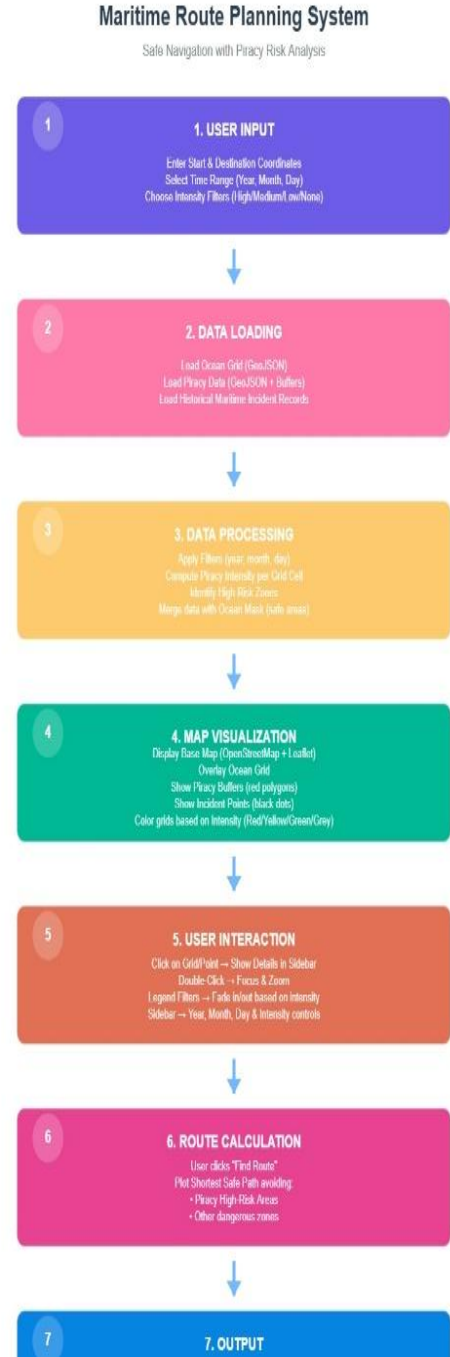 Maritime Route Planning System
Safe Navigation with Piracy Risk Analysis
1
1. USER INPUT
Enter Start & Destination Coordinates
Select Time Range (Year, Month, Day)
Choose Intensity Filters (High/Medium/Low/None)
2
2. DATA LOADING
Load Ocean Grid (GeoJSON)
Load Piracy Data (GeoJSON + Buffers)
Load Historical Maritime Incident Records
3
3. DATA PROCESSING
Apply Filters (year, month, day)
Compute Piracy Intensity per Grid Cell
Identify High Risk Zones
Merge data with Ocean Mask (safe areas)
4
4. MAP VISUALIZATION
Display Base Map (OpenStreetMap + Leaflet)
Overlay Ocean Grid
Show Piracy Buffers (red polygons)
Show Incident Points (black dots)
Color grids based on Intensity (Red/Yellow/Green/Grey)
5
5. USER INTERACTION
Click on Grid/Point → Show Details in Sidebar
Double-Click → Focus & Zoom
Legend Filters → Fade in/out based on intensity
Sidebar → Year, Month, Day & Intensity controls
6
6. ROUTE CALCULATION
User clicks "Find Route"
Plot Shortest Safe Path avoiding:
• Piracy High-Risk Areas
• Other dangerous zones
7
7. OUTPUT